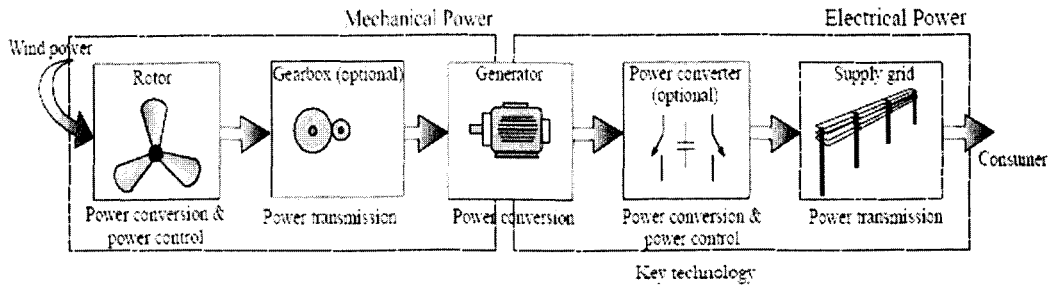 Mechanical Power
Electrical Power
Wind power
Rotor
Gearbox (optional)
Generator
Power converter
(optional)
Supply grid
Consumer
Power conversion &
power control
Power transmission
Power conversion
Power conversion &
power control
Power transmission
Key technology